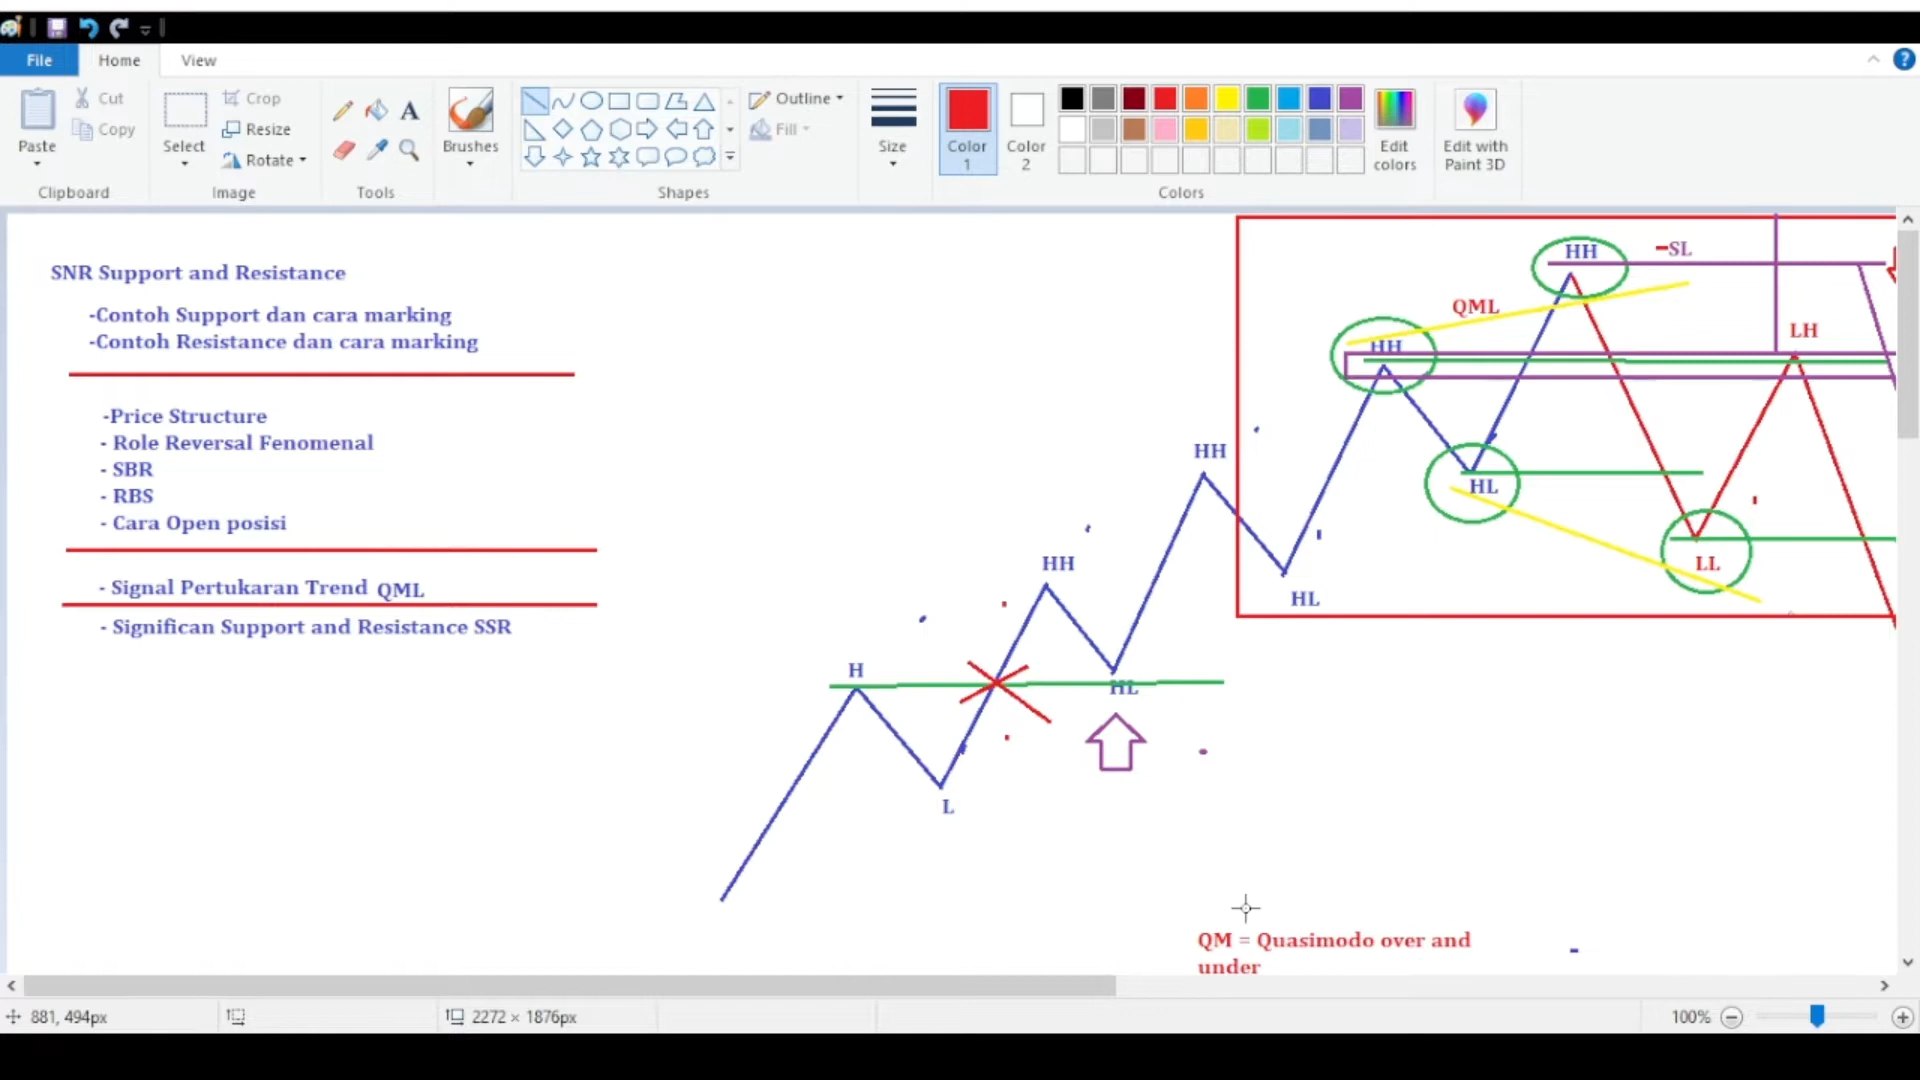 File Home View
Paste Cut Copy Clipboard
Select Crop Resize Rotate Image
A
Tools
Brushes
Shapes
Outline Fill
Size
Color 1
Color 2
Edit colors
Colors
Edit with Paint 3D
?
SNR Support and Resistance
-Contoh Support dan cara marking
-Contoh Resistance dan cara marking
-Price Structure
- Role Reversal Fenomenal
- SBR
- RBS
- Cara Open posisi
- Signal Pertukaran Trend QML
- Significan Support and Resistance SSR
HH
-SL
QML
LH
HH
HH
HL
HH
LL
HL
H
HL
L
QM = Quasimodo over and
under
881, 494px
2272 × 1876px
100%